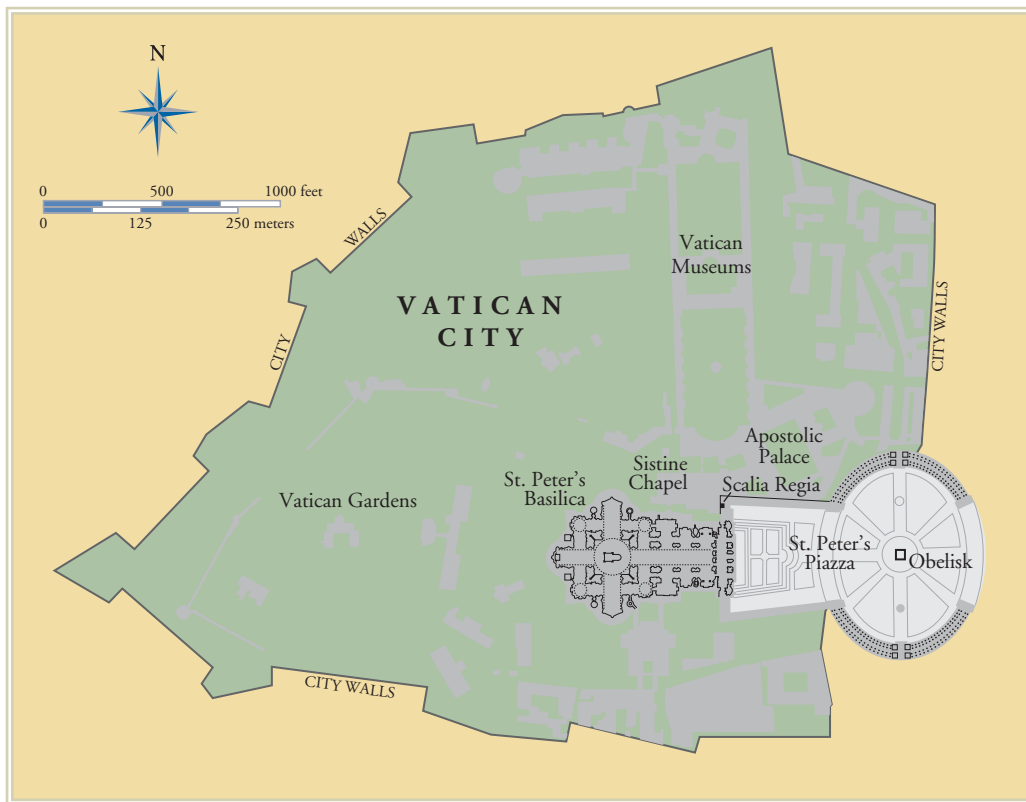 N
0 500 1000 feet
0 125 250 meters
WALLS
CITY
VATICAN
CITY
Vatican
Museums
CITY WALLS
Apostolic
Palace
Sistine
Chapel
Scalia Regia
St. Peter's
Basilica
Vatican Gardens
St. Peter's
Piazza
Obelisk
CITY WALLS